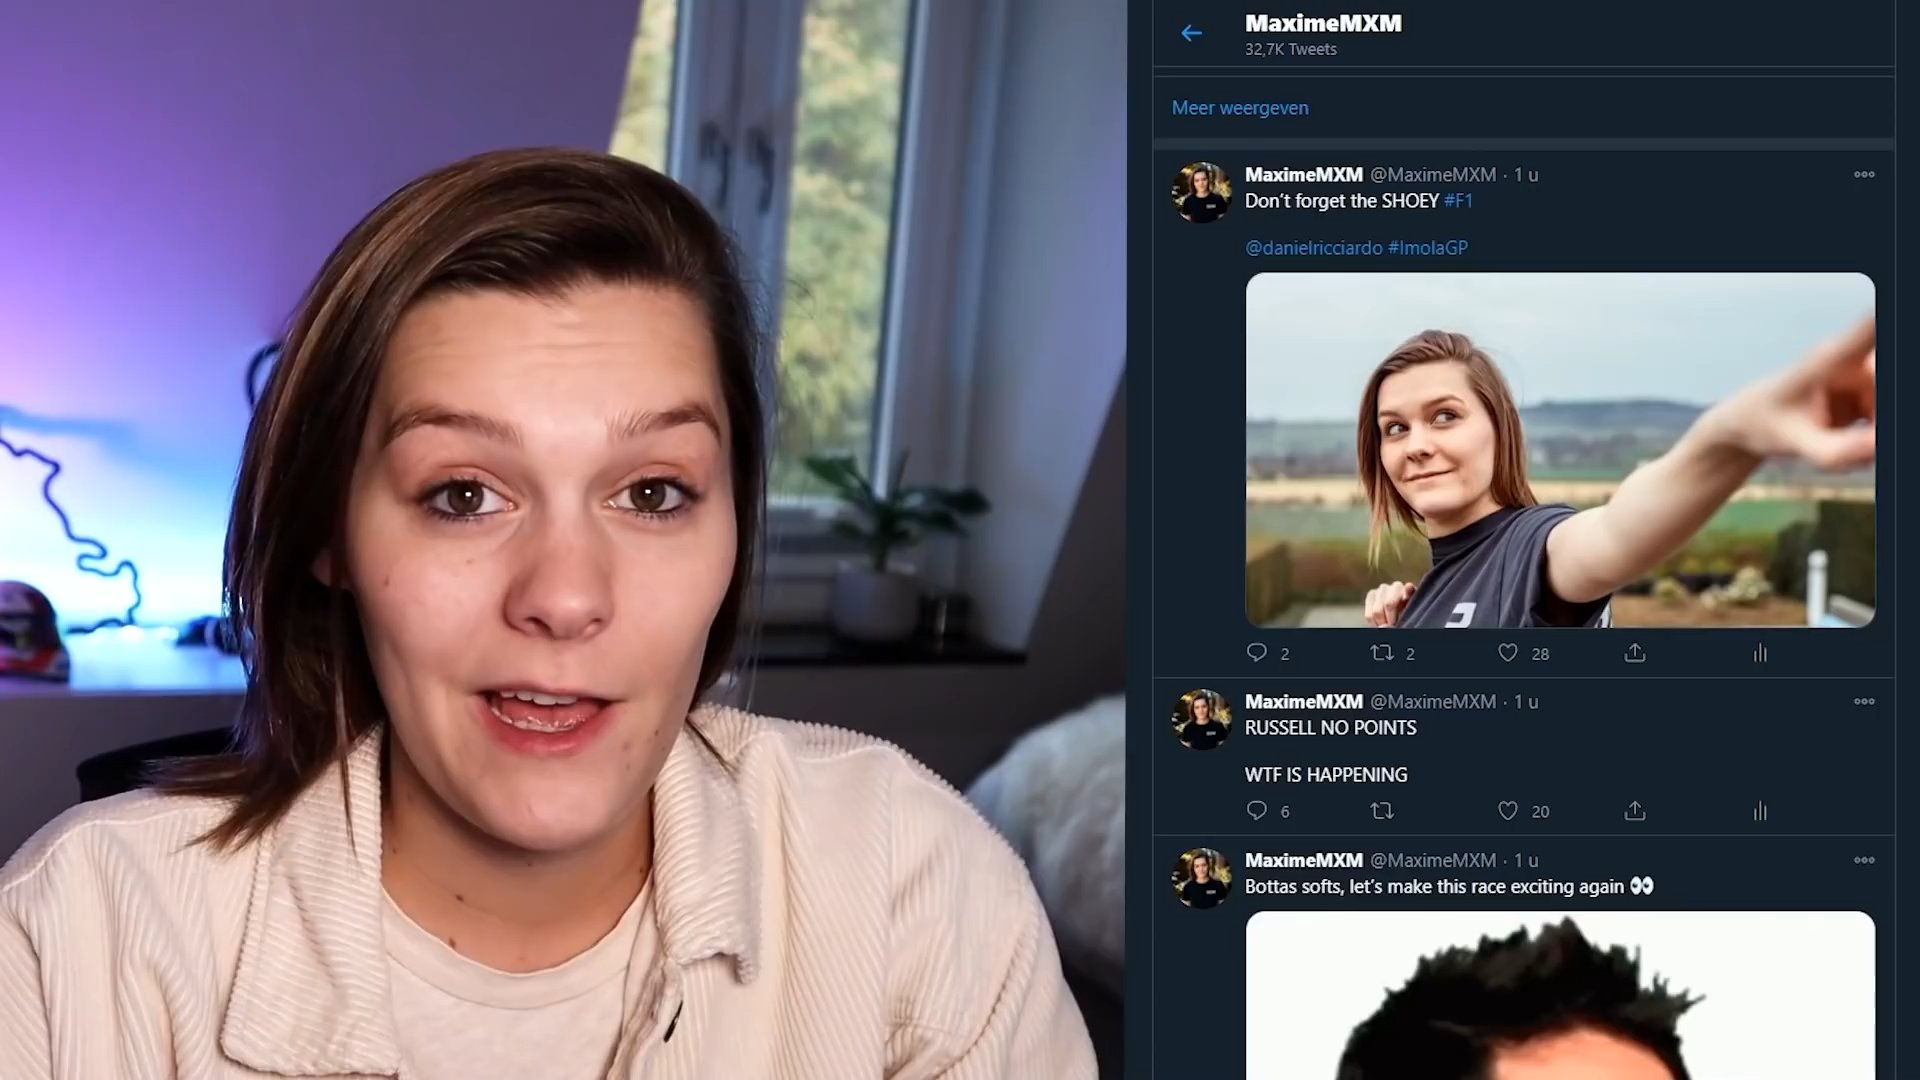 MaximeMXM
32,7K Tweets
Meer weergeven
MaximeMXM @MaximeMXM · 1 u
Don’t forget the SHOEY #F1
@danielricciardo #ImolaGP
2 2 28
MaximeMXM @MaximeMXM · 1 u
RUSSELL NO POINTS
WTF IS HAPPENING
6 20
MaximeMXM @MaximeMXM · 1 u
Bottas softs, let’s make this race exciting again 👀